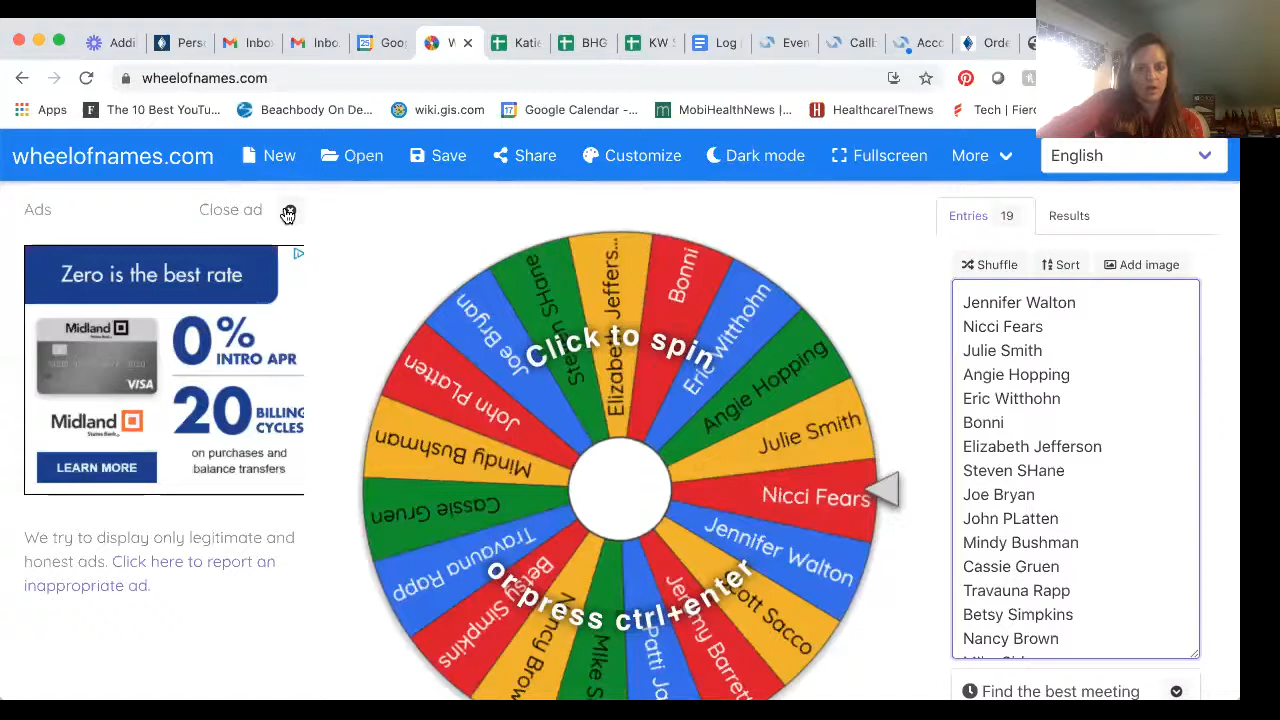 Addi
Pers
Inbo
Inbo.
Goo
W
Katie
BHG
KW S
Log
Even
Callb
Acco
Orde
wheelofnames.com
Apps
The 10 Best YouTu...
Beachbody On De...
wiki.gis.com
Google Calendar -...
MobiHealthNews |...
HealthcareITnews
Tech | Fierc
wheelofnames.com
New
Open
Save
Share
Customize
Dark mode
Fullscreen
More
English
Ads
Close ad
Zero is the best rate
Midland
VISA
0%
INTRO APR
Midland
States Bank
20
BILLING
CYCLES
on purchases and
balance transfers
LEARN MORE
We try to display only legitimate and
honest ads. Click here to report an
inappropriate ad.
Click to spin
or press ctrl+enter
Bonni
Eric Witthohn
Angie Hopping
Julie Smith
Nicci Fears
Jennifer Walton
cott Sacco
Jeremy Barrett
Patti Ja
MIke S
Nancy Brow
Betsy Simpkins
Travauna Rapp
Cassie Gruen
Mindy Bushman
John PLatten
Joe Bryan
Steven SHane
Elizabeth Jeffers...
Entries 19
Results
Shuffle
Sort
Add image
Jennifer Walton
Nicci Fears
Julie Smith
Angie Hopping
Eric Witthohn
Bonni
Elizabeth Jefferson
Steven SHane
Joe Bryan
John PLatten
Mindy Bushman
Cassie Gruen
Travauna Rapp
Betsy Simpkins
Nancy Brown
Find the best meeting